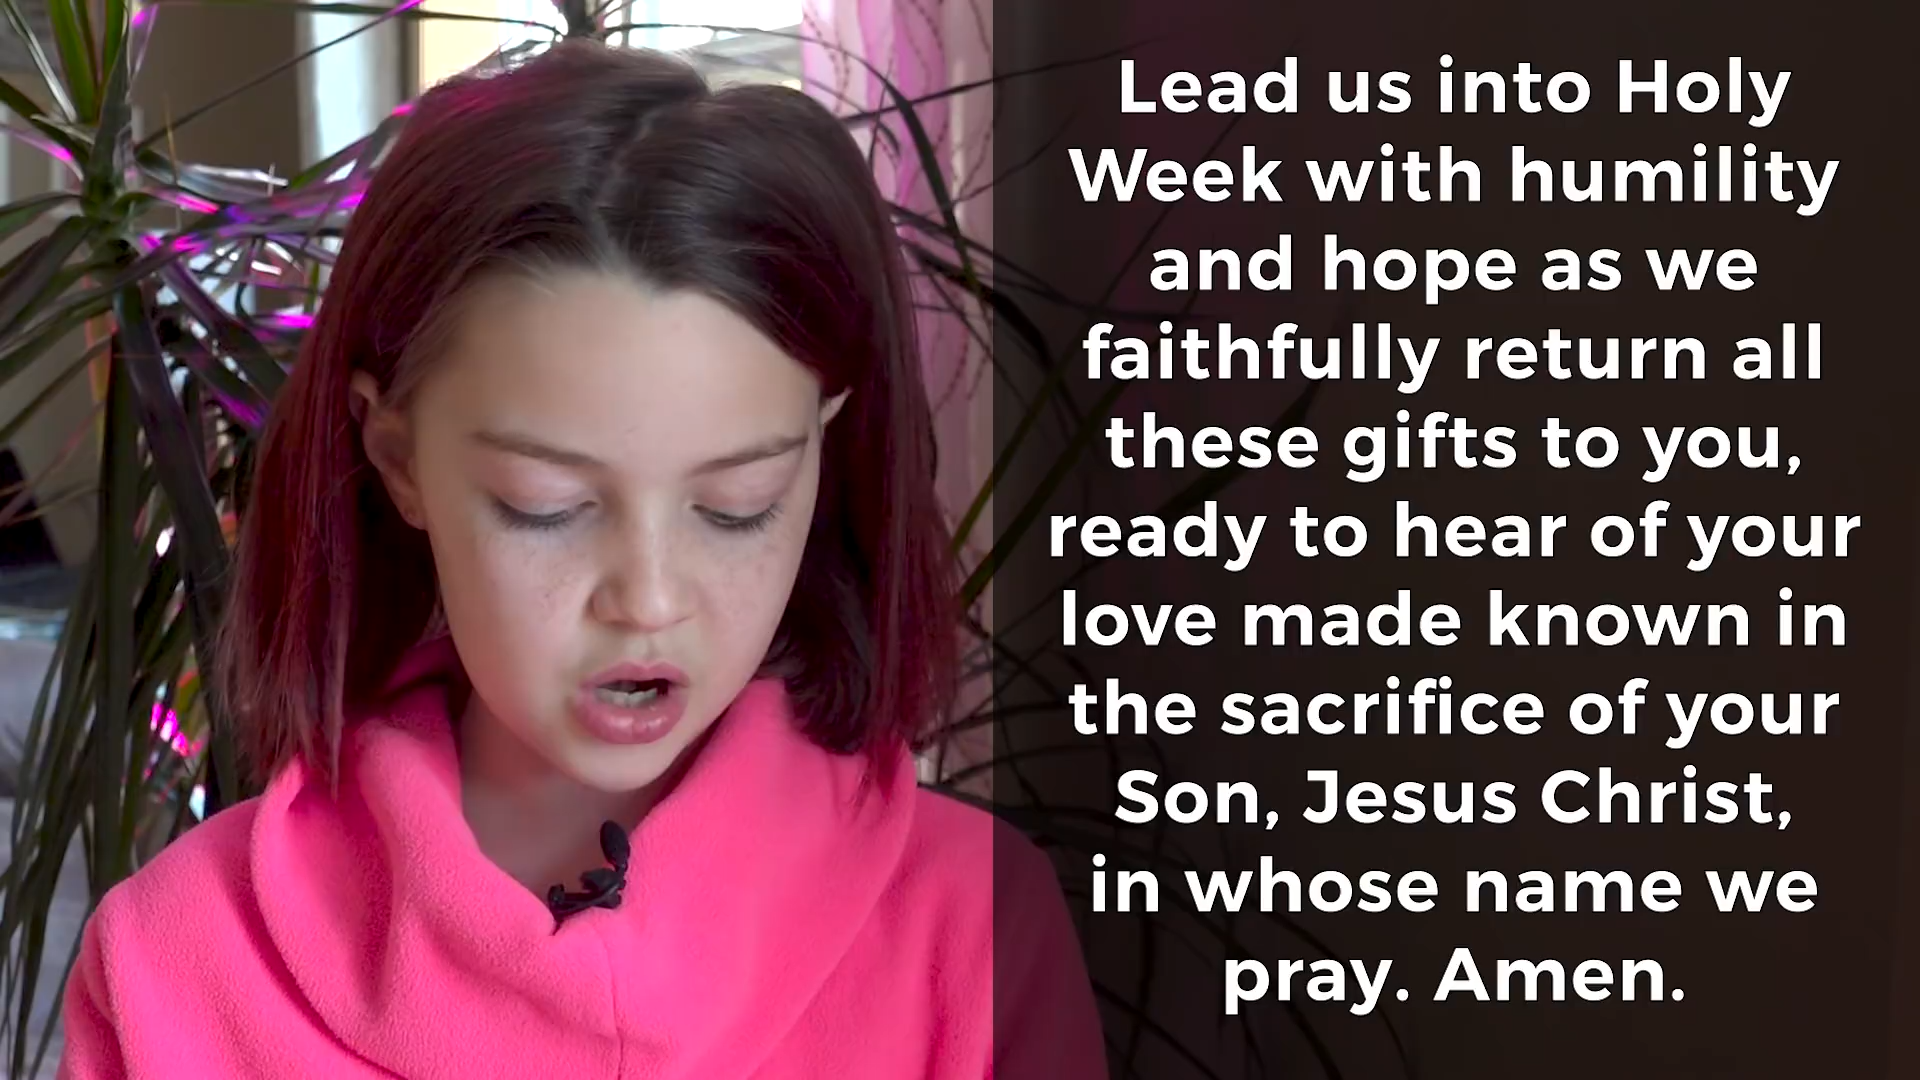 Lead us into Holy
Week with humility
and hope as we
faithfully return all
these gifts to you,
ready to hear of your
love made known in
the sacrifice of your
Son, Jesus Christ,
in whose name we
pray. Amen.